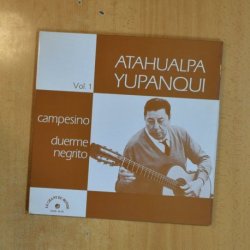 ATAHUALPA
YUPANQUI
Vol. 1
campesino
duerme
negrito